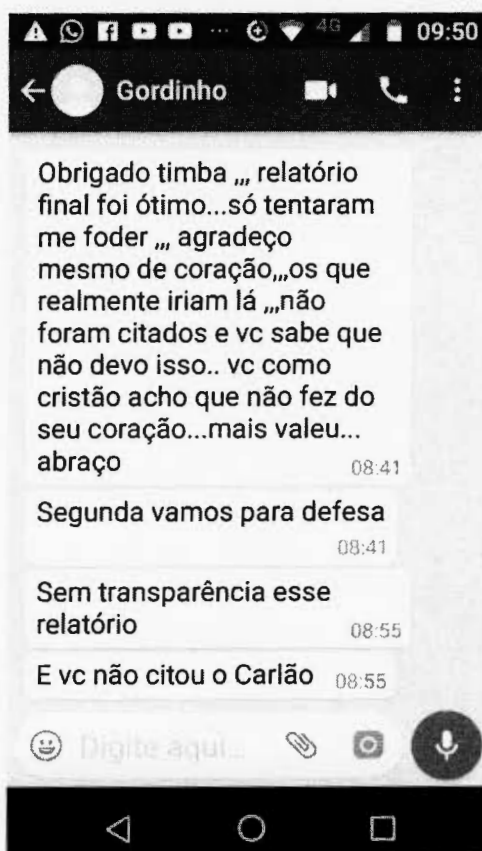 4G 09:50
Gordinho
Obrigado timba ,,, relatório
final foi ótimo...só tentaram
me foder ,,, agradeço
mesmo de coração,,,os que
realmente iriam lá ,,,não
foram citados e vc sabe que
não devo isso.. vc como
cristão acho que não fez do
seu coração...mais valeu...
abraço 08:41
Segunda vamos para defesa
08:41
Sem transparência esse
relatório 08:55
E vc não citou o Carlão 08:55
Digite aqui...